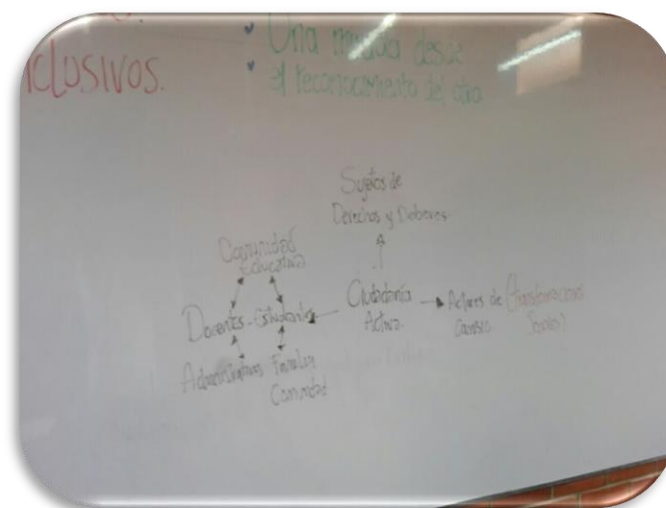 Una mirada desde
el reconocimiento del otro
Sujetos de
Derechos y Deberes
Comunidad
Educativa
Docentes - Estudiantes
Ciudadanía
Activa.
Actores de
Cambio.
(transformaciones
Administrativos
Familia
Comunidad